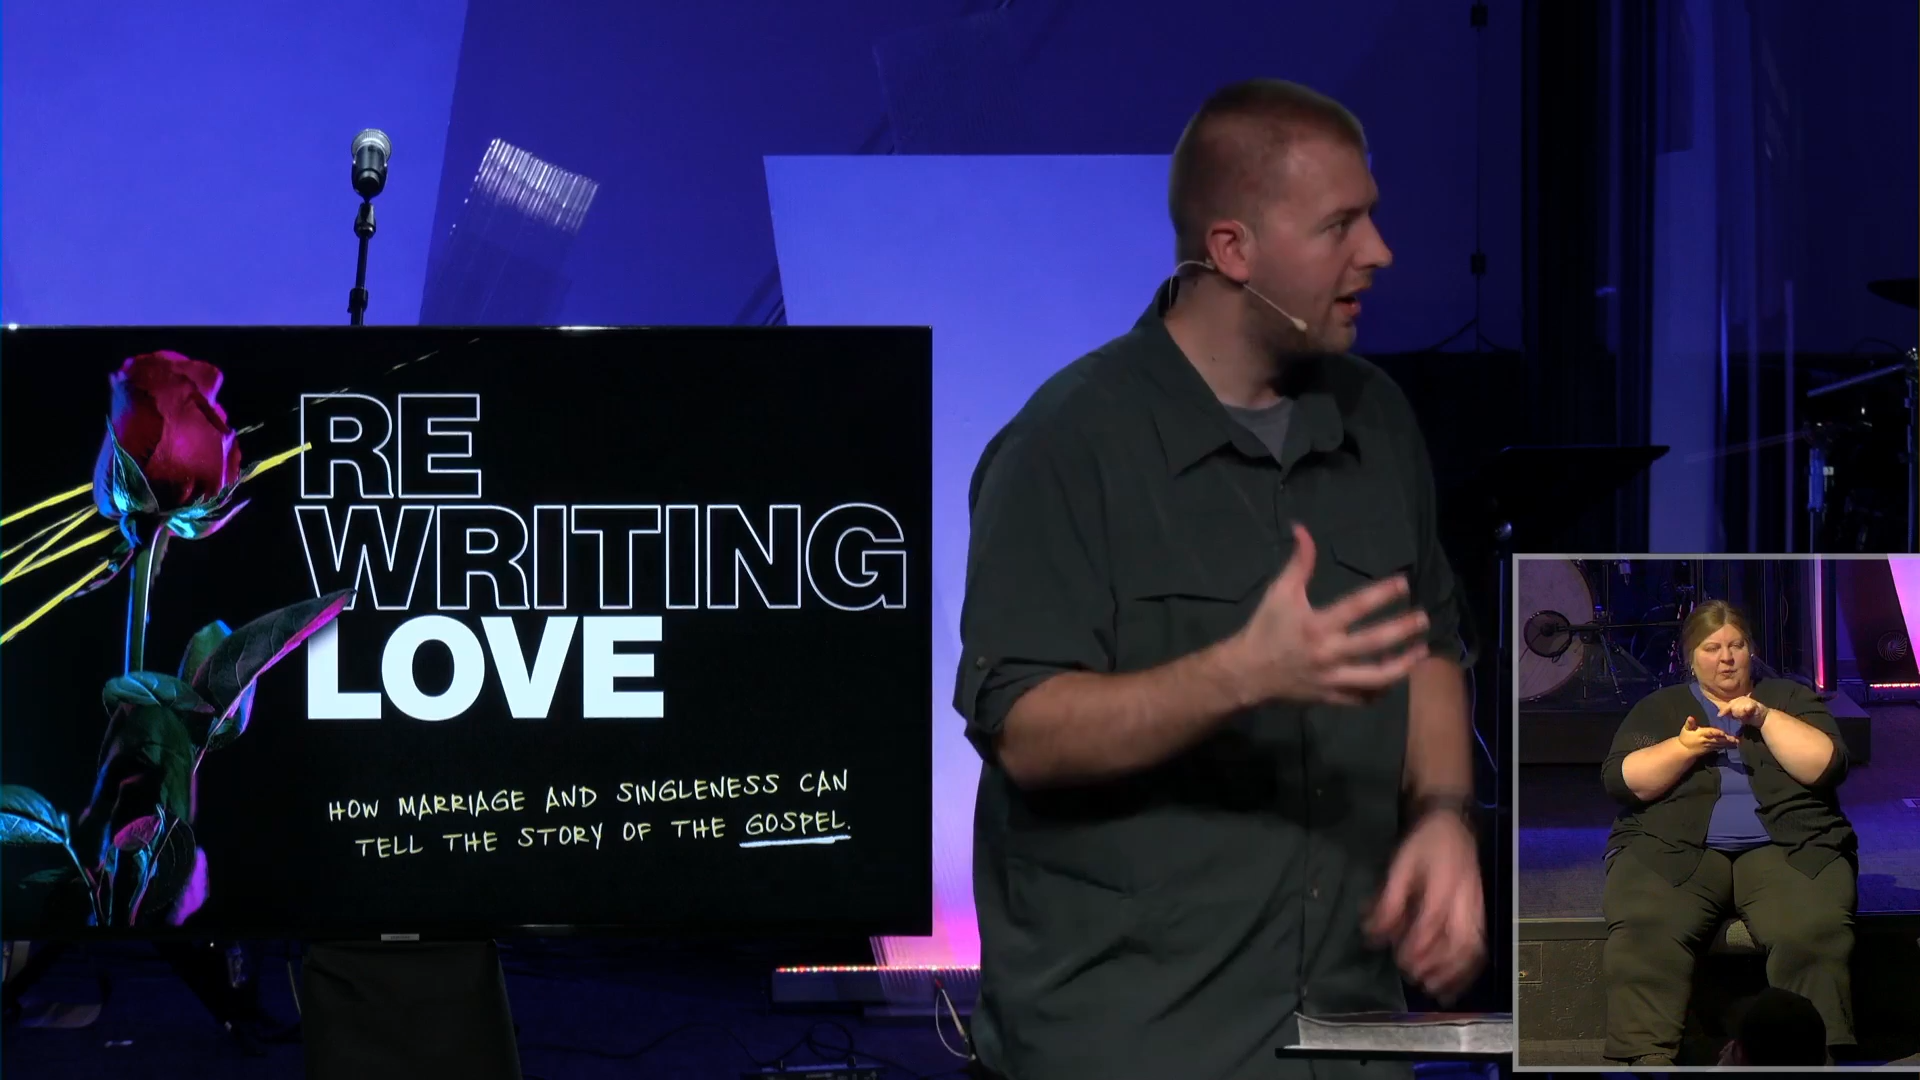 RE
WRITING
LOVE
HOW MARRIAGE AND SINGLENESS CAN
TELL THE STORY OF THE GOSPEL.